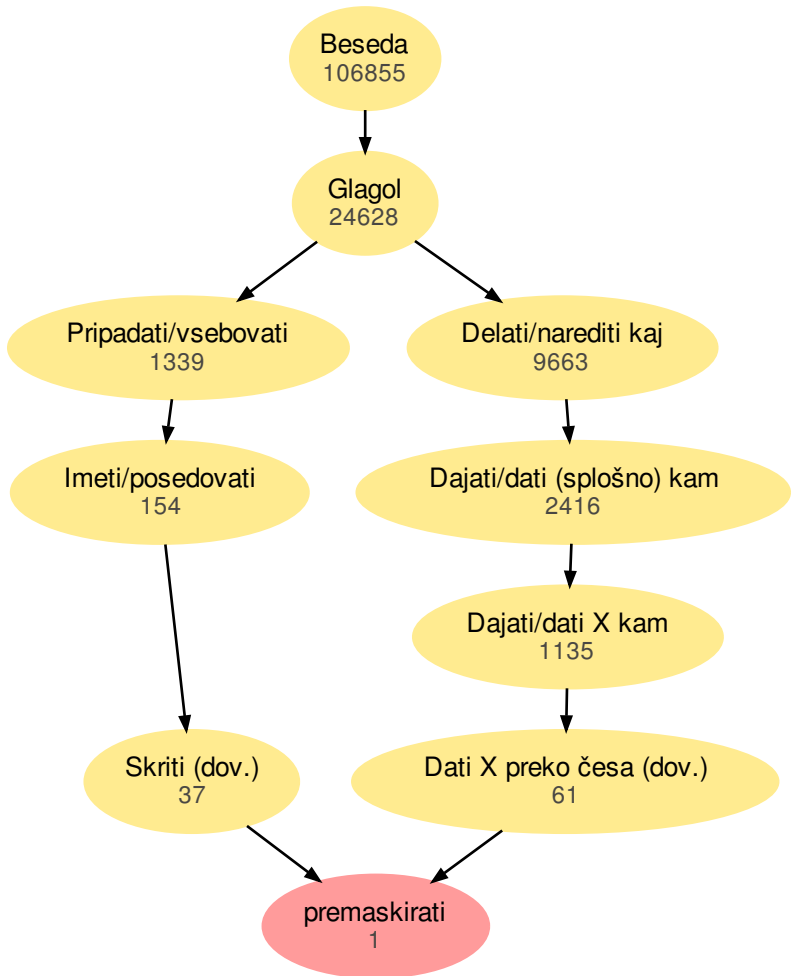 Beseda
106855
Glagol
24628
Pripadati/vsebovati
1339
Delati/narediti kaj
9663
Imeti/posedovati
154
Dajati/dati (splošno) kam
2416
Dajati/dati X kam
1135
Skriti (dov.)
37
Dati X preko česa (dov.)
61
premaskirati
1